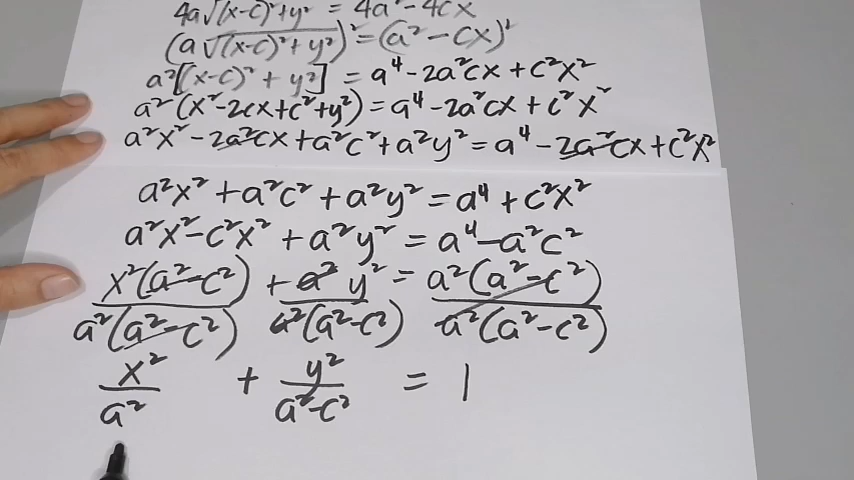 4a√(x-c)²+y² = 4a²-4cx
(a√(x-c)²+y²)² = (a²-cx)²
a²[(x-c)²+y²] = a⁴-2a²cx+c²x²
a²(x²-2cx+c²+y²) = a⁴-2a²cx+c²x²
a²x²-2a²cx+a²c²+a²y² = a⁴-2a²cx+c²x²
a²x²+a²c²+a²y² = a⁴+c²x²
a²x²-c²x²+a²y² = a⁴-a²c²
x²(a²-c²) + a²y² = a²(a²-c²)
a²(a²-c²) a²(a²-c²) a²(a²-c²)
x² + y² = 1
a² a²-c²